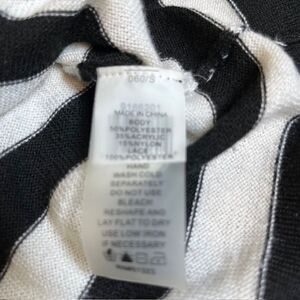 060/S
MADE IN CHINA
BODY
50%POLYESTER
35%ACRYLIC
15%NYLON
LACE
100%POLYESTER
HAND
WASH COLD
SEPARATELY
DO NOT USE
BLEACH
RESHAPE AND
LAY FLAT TO DRY
USE LOW IRON
IF NECESSARY